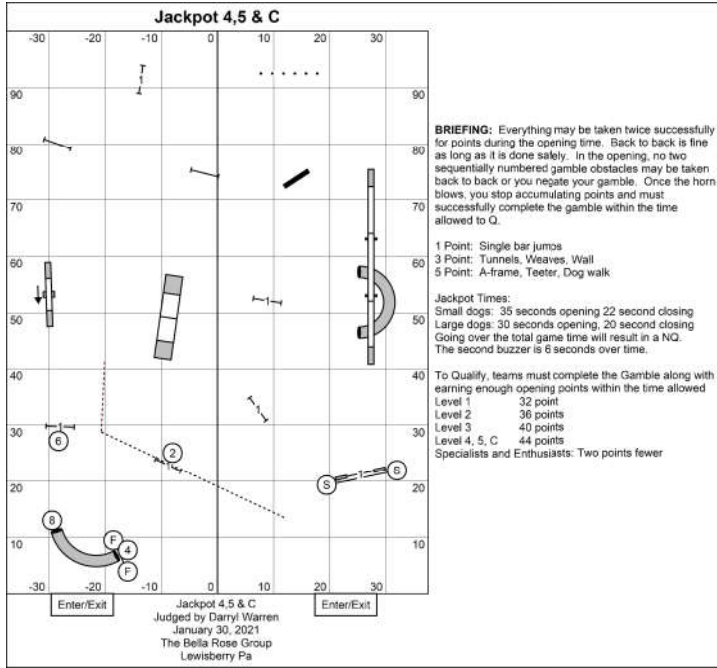 Jackpot 4,5 & C
-30 -20 -10 0 10 20 30
1
90 90
80 80
70 70
60 60
1
50 50
40 40
1
30 1 30
6 2
1
20 S 1 S 20
8
F 4
10 F 10
-30 -20 -10 0 10 20 30
Enter/Exit Enter/Exit
Jackpot 4,5 & C
Judged by Darryl Warren
January 30, 2021
The Bella Rose Group
Lewisberry Pa
BRIEFING: Everything may be taken twice successfully
for points during the opening time. Back to back is fine
as long as it is done safely. In the opening, no two
sequentially numbered gamble obstacles may be taken
back to back or you negate your gamble. Once the horn
blows, you stop accumulating points and must
successfully complete the gamble within the time
allowed to Q.
1 Point: Single bar jumps
3 Point: Tunnels, Weaves, Wall
5 Point: A-frame, Teeter, Dog walk
Jackpot Times:
Small dogs: 35 seconds opening 22 second closing
Large dogs: 30 seconds opening, 20 second closing
Going over the total game time will result in a NQ.
The second buzzer is 6 seconds over time.
To Qualify, teams must complete the Gamble along with
earning enough opening points within the time allowed
Level 1 32 point
Level 2 36 points
Level 3 40 points
Level 4, 5, C 44 points
Specialists and Enthusiasts: Two points fewer